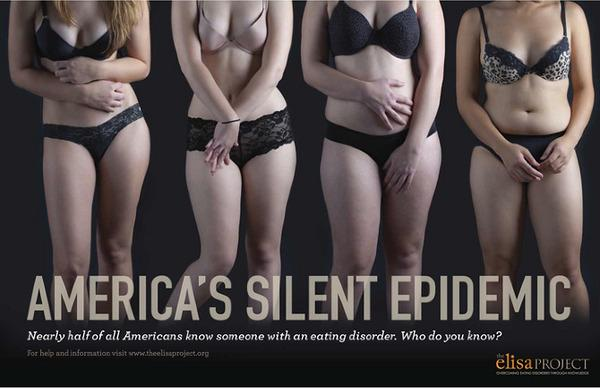 AMERICA'S SILENT EPIDEMIC
Nearly half of all Americans know someone with an eating disorder. Who do you know?
For help and information visit www.theelisaproject.org
the elisa PROJECT
OVERCOMING EATING DISORDERS THROUGH KNOWLEDGE